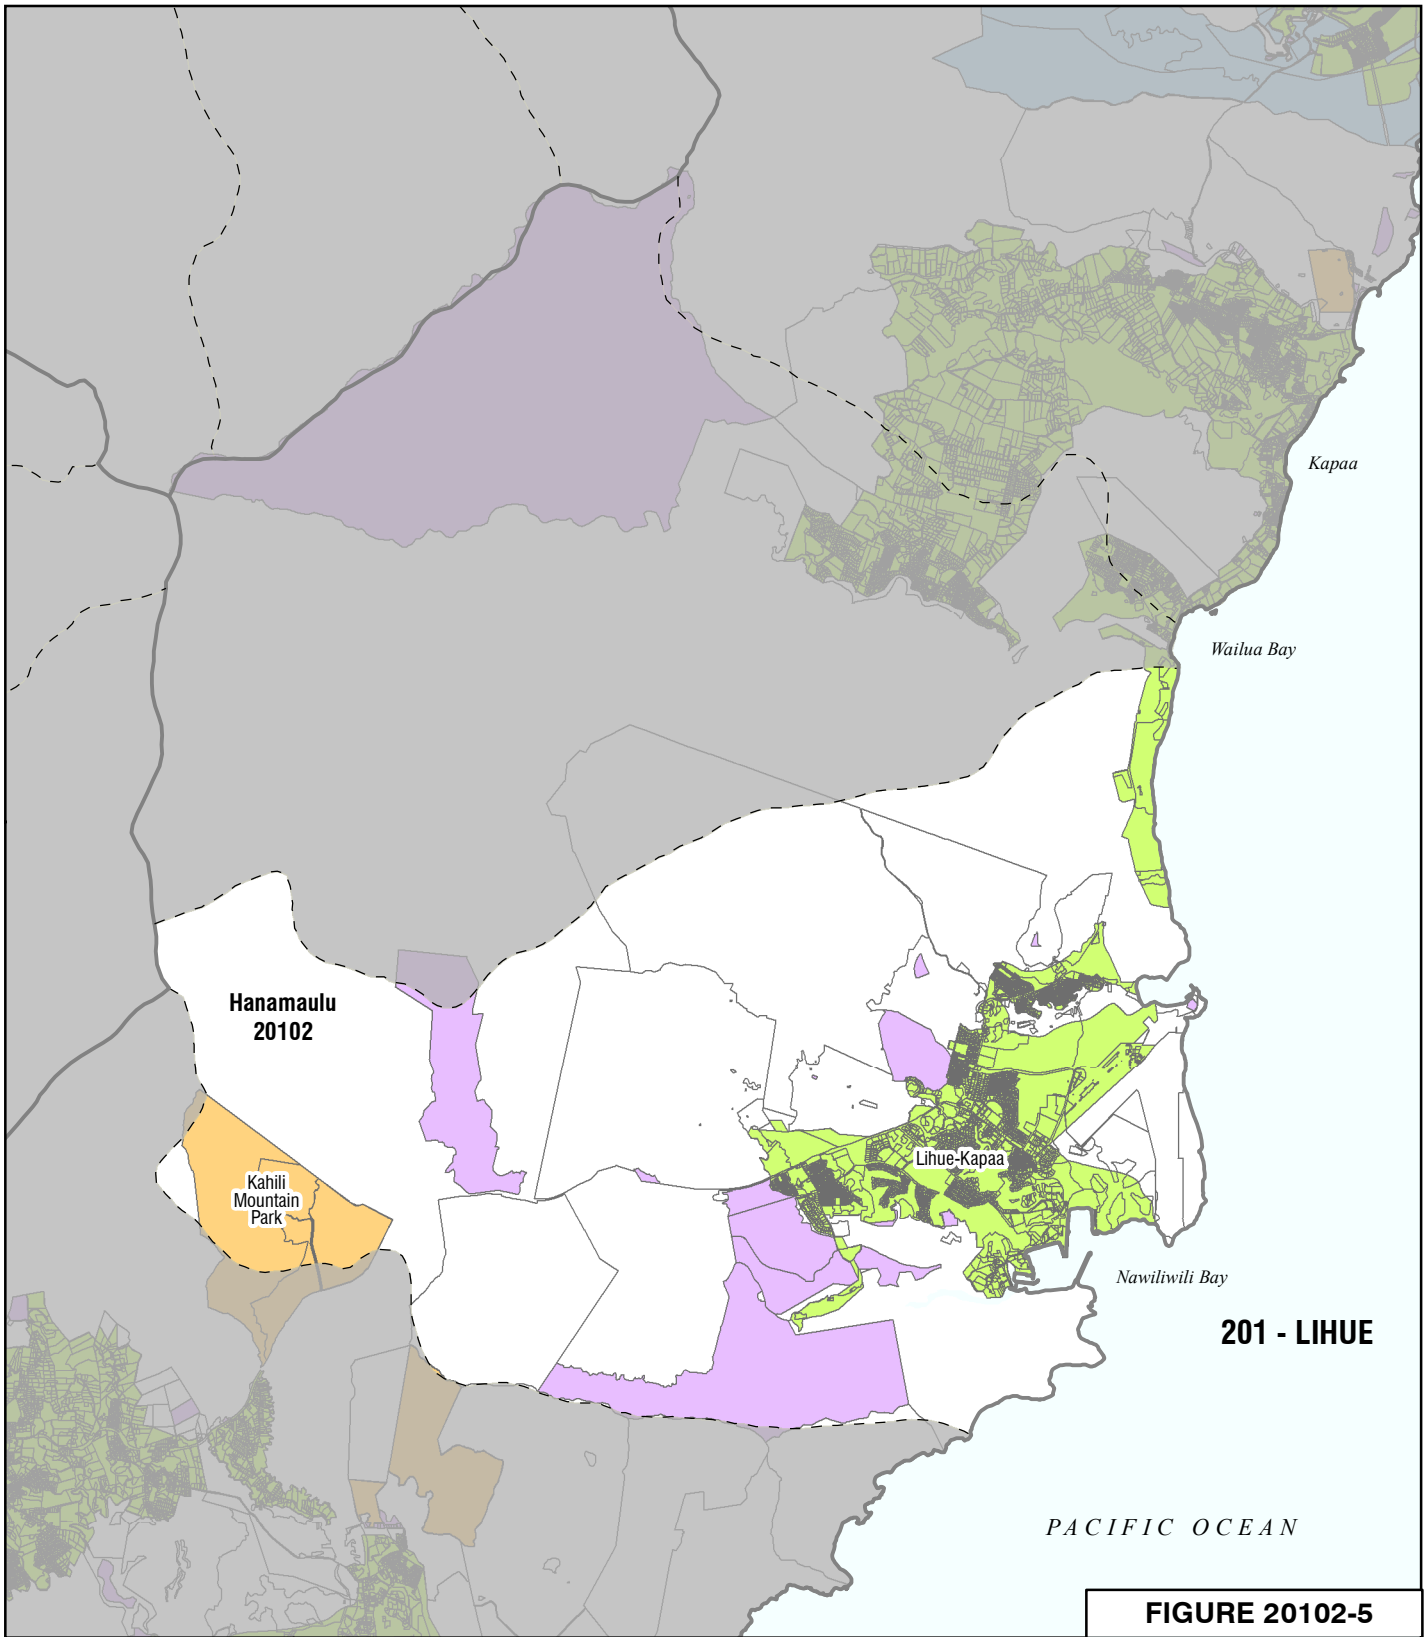 Kapaa
Wailua Bay
Hanamaulu
20102
Lihue-Kapaa
Kahili
Mountain
Park
Nawiliwili Bay
201 - LIHUE
PACIFIC OCEAN
FIGURE 20102-5